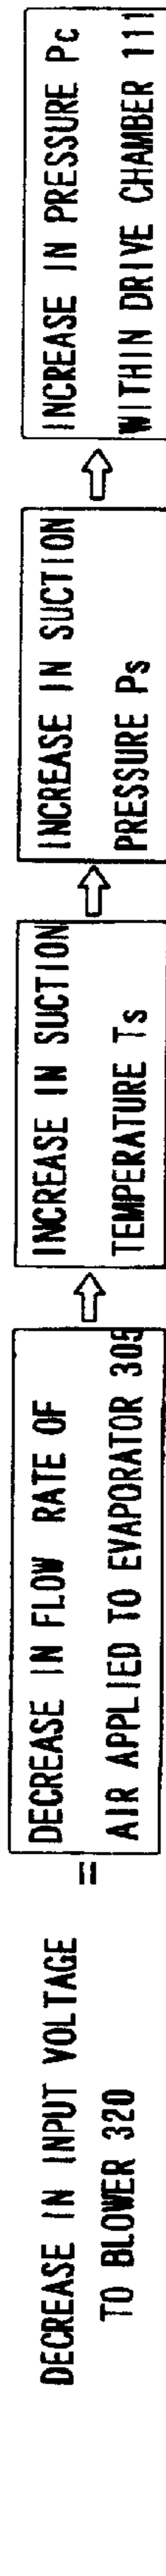 DECREASE IN INPUT VOLTAGE
TO BLOWER 320
=
DECREASE IN FLOW RATE OF
AIR APPLIED TO EVAPORATOR 305
⇨
INCREASE IN SUCTION
TEMPERATURE Ts
⇨
INCREASE IN SUCTION
PRESSURE Ps
⇨
INCREASE IN PRESSURE Pc
WITHIN DRIVE CHAMBER 111